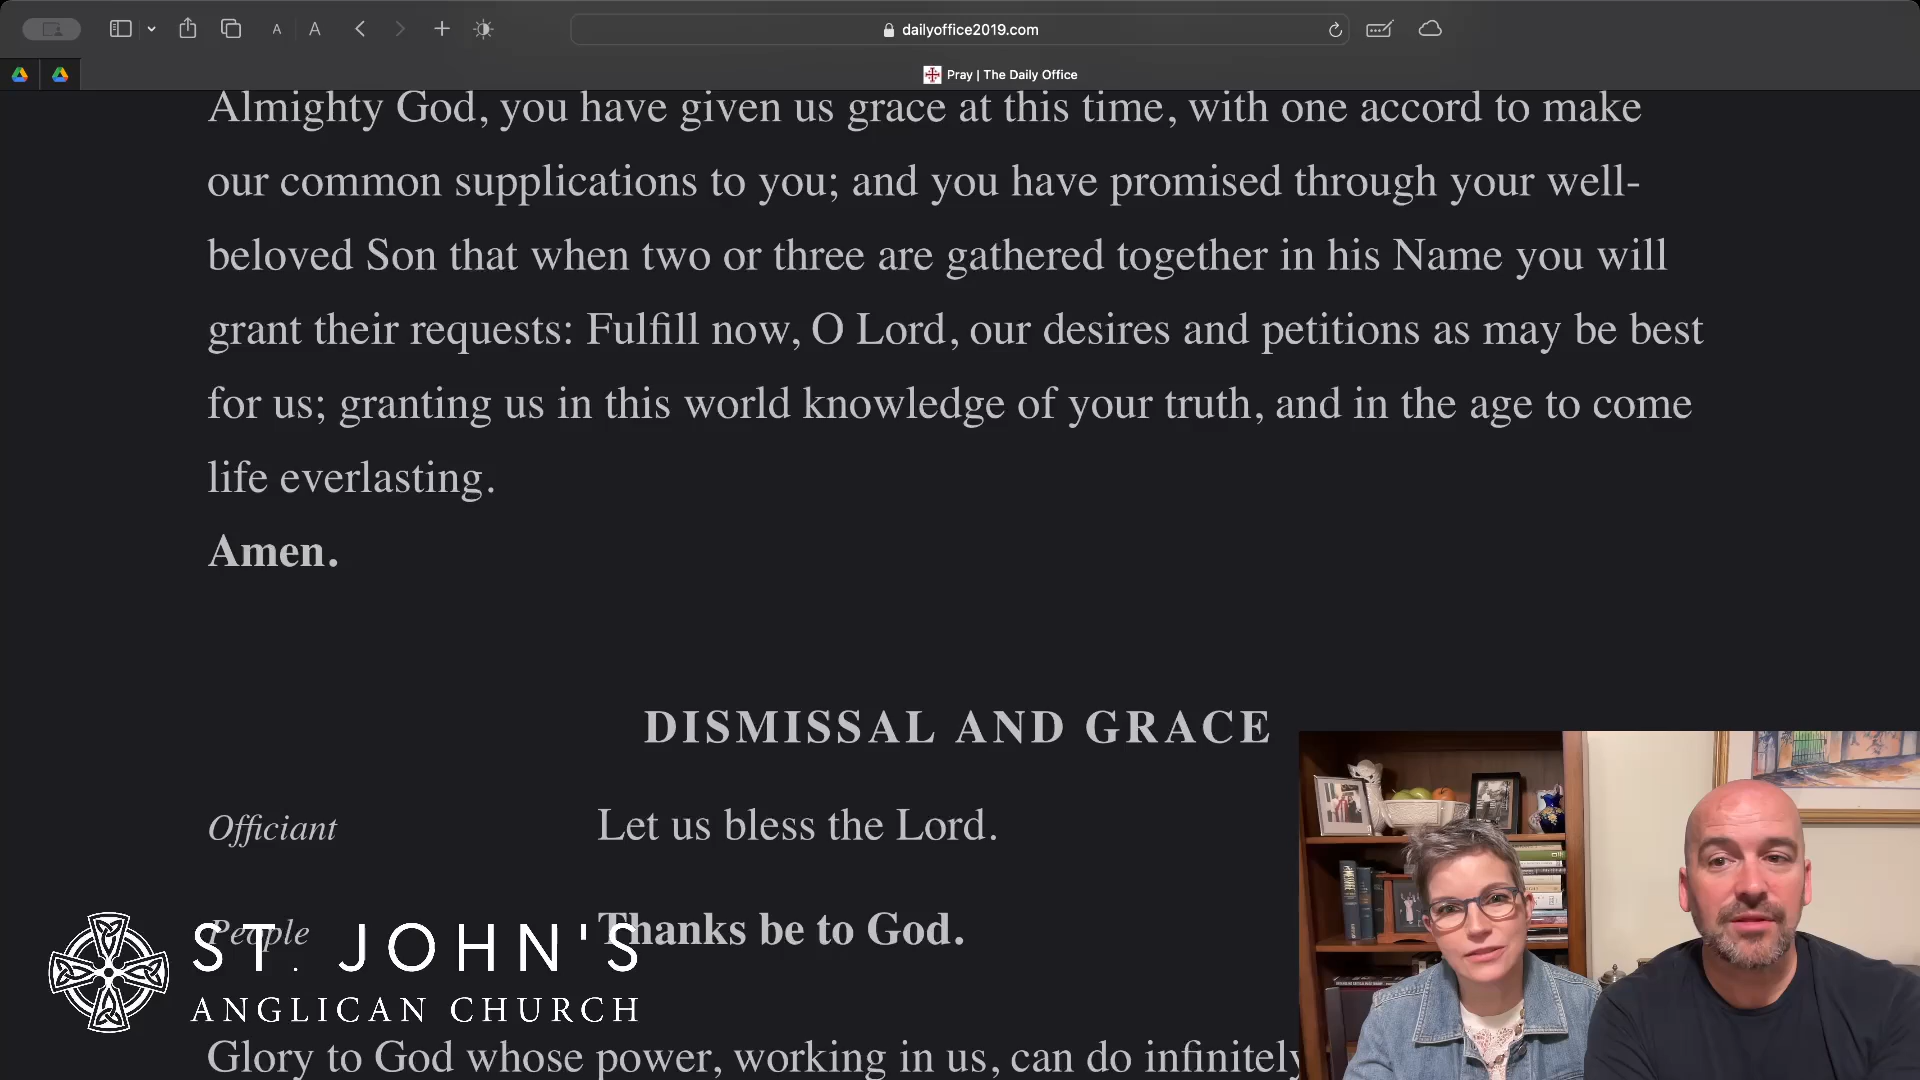 A A
dailyoffice2019.com
Pray | The Daily Office
Almighty God, you have given us grace at this time, with one accord to make
our common supplications to you; and you have promised through your well-
beloved Son that when two or three are gathered together in his Name you will
grant their requests: Fulfill now, O Lord, our desires and petitions as may be best
for us; granting us in this world knowledge of your truth, and in the age to come
life everlasting.
Amen.
DISMISSAL AND GRACE
Officiant Let us bless the Lord.
People Thanks be to God.
ST. JOHN'S
ANGLICAN CHURCH
Glory to God whose power, working in us, can do infinitely